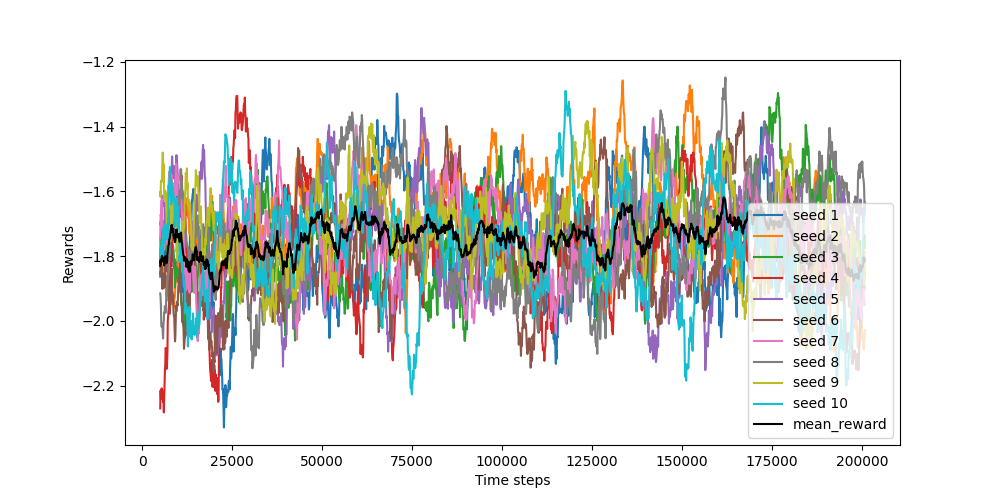 −1.2
−1.4
−1.6
−1.8
−2.0
−2.2
Rewards
0
25000
50000
75000
100000
125000
150000
175000
200000
Time steps
seed 1
seed 2
seed 3
seed 4
seed 5
seed 6
seed 7
seed 8
seed 9
seed 10
mean_reward